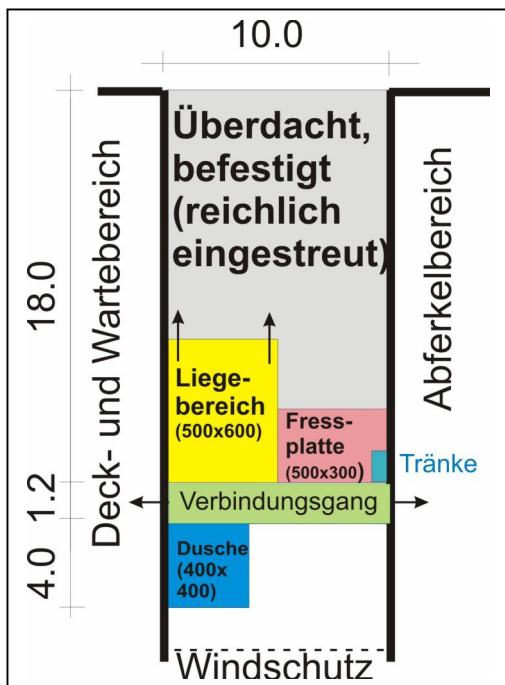 10.0
Überdacht,
befestigt
(reichlich
eingestreut)
18.0
Deck- und Wartebereich
Abferkelbereich
Liege-
bereich
(500x600)
Fress-
platte
(500x300)
Tränke
1.2
Verbindungsgang
4.0
Dusche
(400x
400)
Windschutz